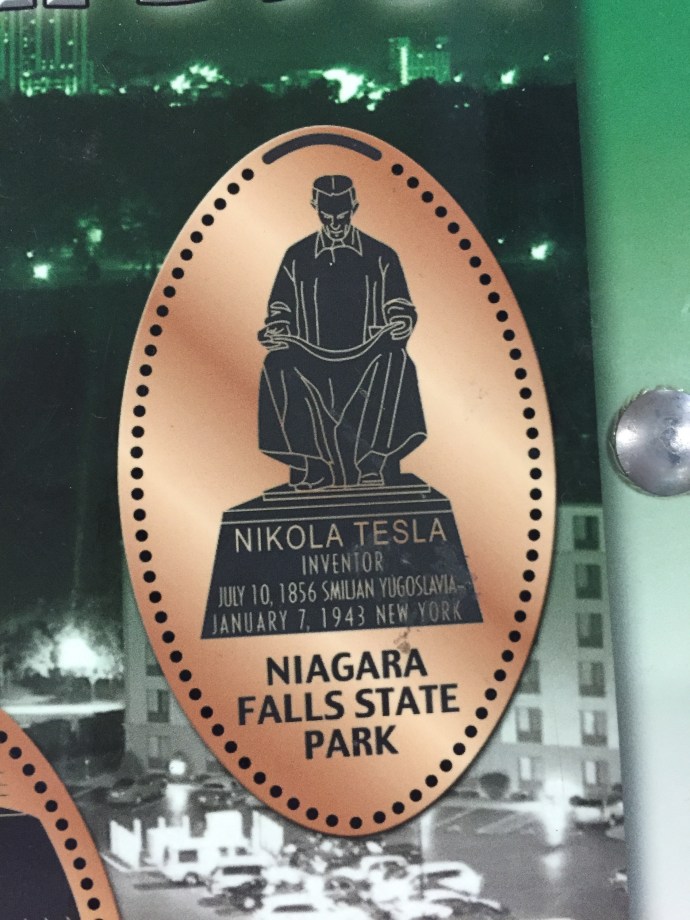 NIKOLA TESLA
INVENTOR
JULY 10, 1856 SMILJAN YUGOSLAVIA
JANUARY 7, 1943 NEW YORK
NIAGARA
FALLS STATE
PARK